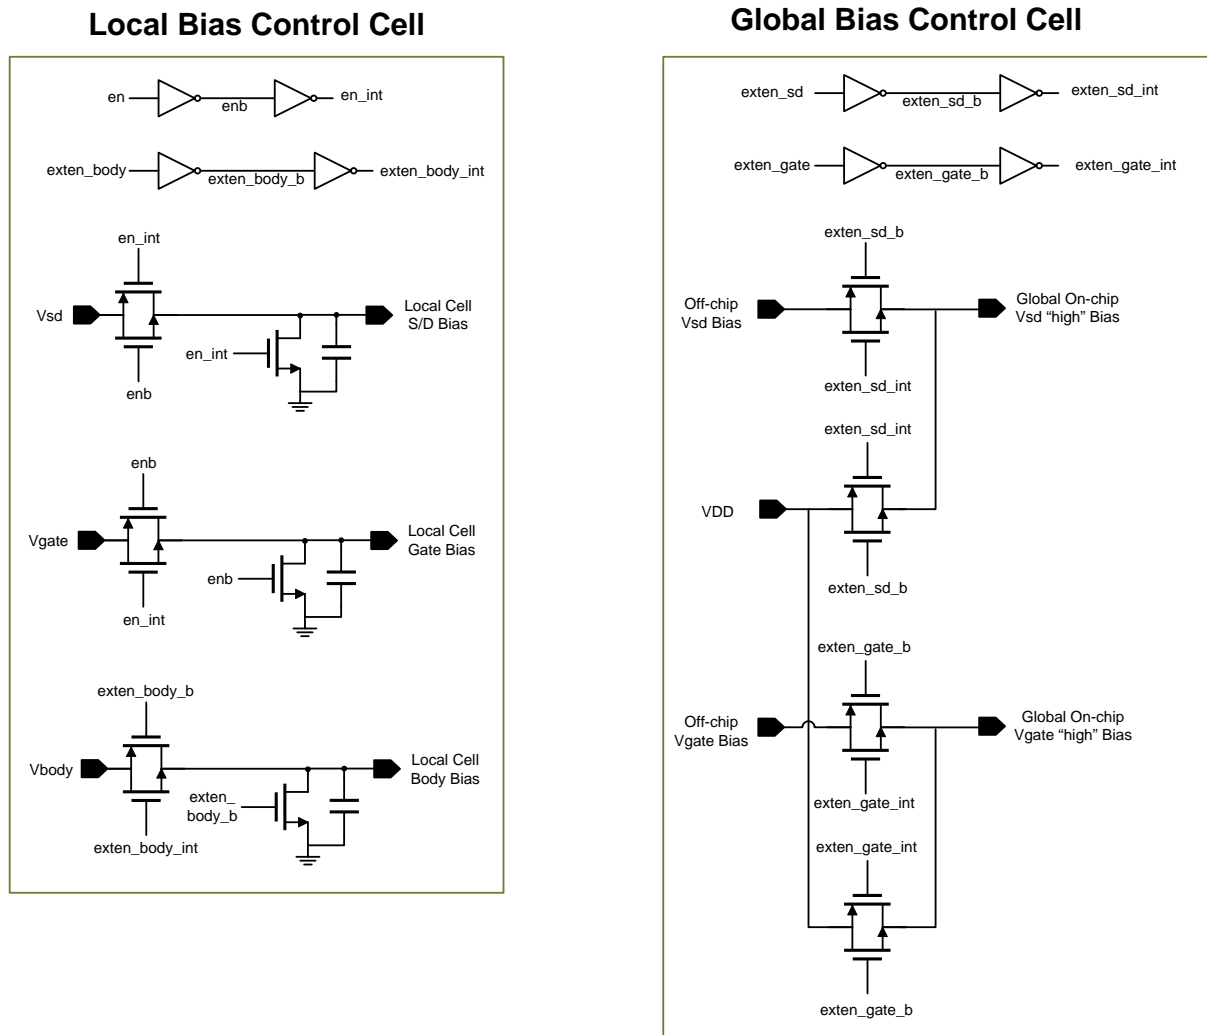 Local Bias Control Cell
en
enb
en_int
exten_body
exten_body_b
exten_body_int
en_int
Vsd
Local Cell
S/D Bias
en_int
enb
enb
Vgate
Local Cell
Gate Bias
enb
en_int
exten_body_b
Vbody
Local Cell
Body Bias
exten_
body_b
exten_body_int
Global Bias Control Cell
exten_sd
exten_sd_b
exten_sd_int
exten_gate
exten_gate_b
exten_gate_int
exten_sd_b
Off-chip
Vsd Bias
Global On-chip
Vsd “high” Bias
exten_sd_int
exten_sd_int
VDD
exten_sd_b
exten_gate_b
Off-chip
Vgate Bias
Global On-chip
Vgate “high” Bias
exten_gate_int
exten_gate_int
exten_gate_b